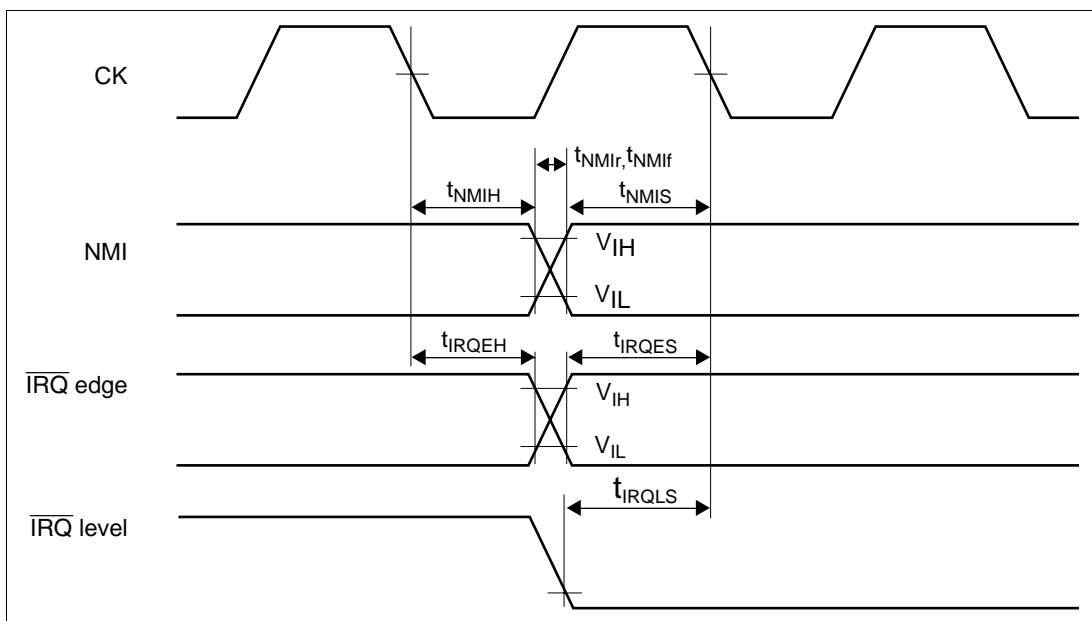 CK
tNMIr,tNMIf
tNMIH
tNMIS
NMI
VIH
VIL
tIRQEH
tIRQES
IRQ edge
VIH
VIL
tIRQLS
IRQ level